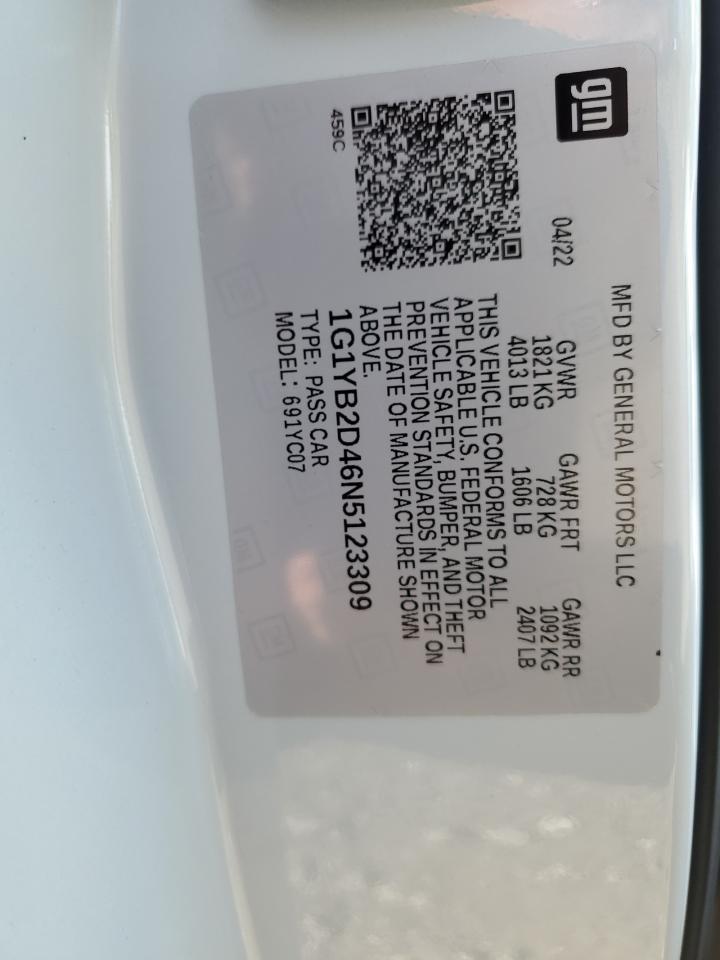 gm
04/22
MFD BY GENERAL MOTORS LLC
GVWR GAWR FRT GAWR RR
1821 KG 728 KG 1092 KG
4013 LB 1606 LB 2407 LB
459C
THIS VEHICLE CONFORMS TO ALL
APPLICABLE U.S. FEDERAL MOTOR
VEHICLE SAFETY, BUMPER, AND THEFT
PREVENTION STANDARDS IN EFFECT ON
THE DATE OF MANUFACTURE SHOWN
ABOVE.
1G1YB2D46N5123309
TYPE: PASS CAR
MODEL: 691YC07